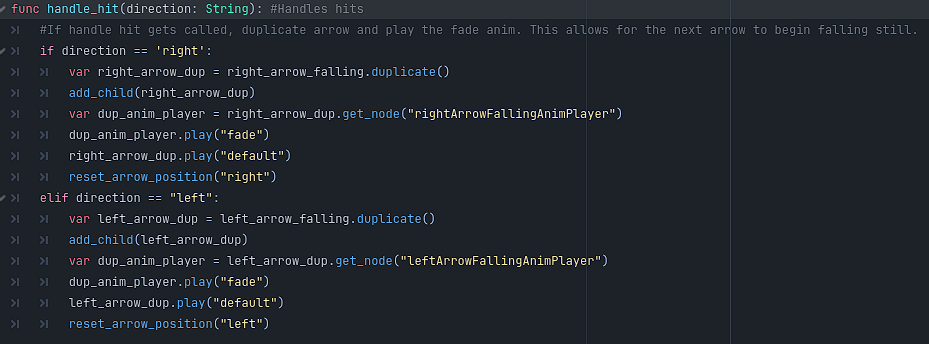 func handle_hit(direction: String): #Handles hits
#If handle hit gets called, duplicate arrow and play the fade anim. This allows for the next arrow to begin falling still.
if direction == 'right':
var right_arrow_dup = right_arrow_falling.duplicate()
add_child(right_arrow_dup)
var dup_anim_player = right_arrow_dup.get_node("rightArrowFallingAnimPlayer")
dup_anim_player.play("fade")
right_arrow_dup.play("default")
reset_arrow_position("right")
elif direction == "left":
var left_arrow_dup = left_arrow_falling.duplicate()
add_child(left_arrow_dup)
var dup_anim_player = left_arrow_dup.get_node("leftArrowFallingAnimPlayer")
dup_anim_player.play("fade")
left_arrow_dup.play("default")
reset_arrow_position("left")